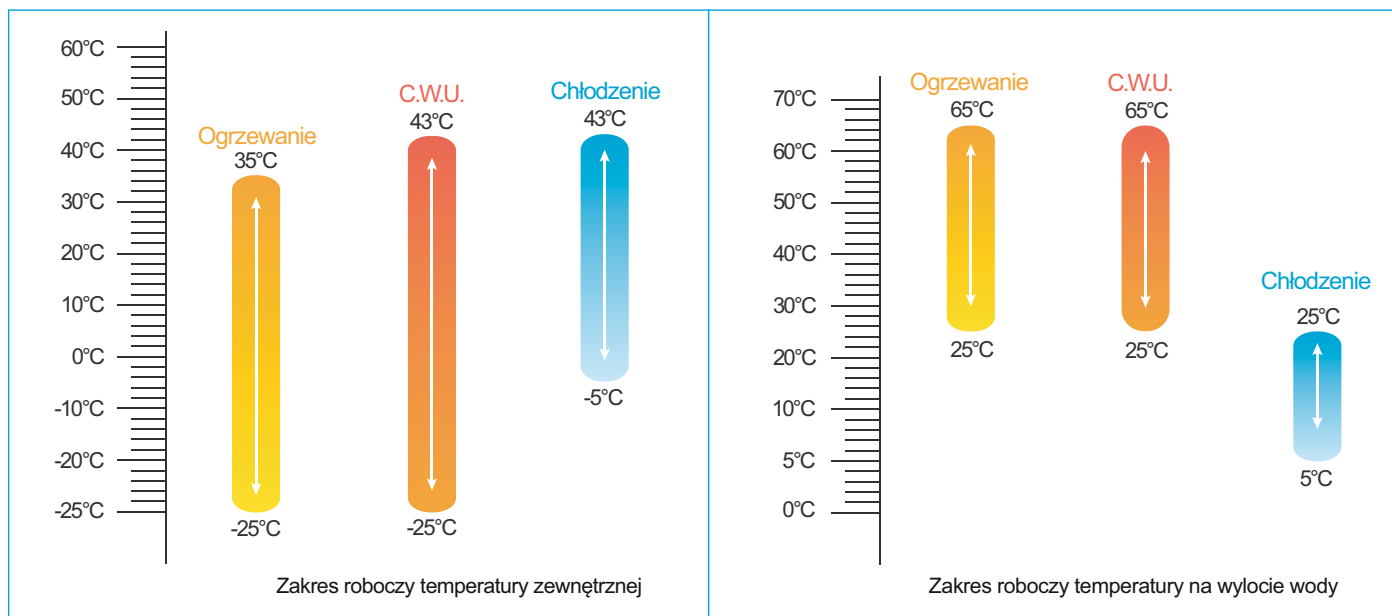 60°C
50°C
40°C
30°C
20°C
10°C
0°C
-10°C
-20°C
-25°C
Ogrzewanie
35°C
-25°C
C.W.U.
43°C
-25°C
Chłodzenie
43°C
-5°C
Zakres roboczy temperatury zewnętrznej
70°C
60°C
50°C
40°C
30°C
20°C
10°C
5°C
0°C
Ogrzewanie
65°C
25°C
C.W.U.
65°C
25°C
Chłodzenie
25°C
5°C
Zakres roboczy temperatury na wylocie wody